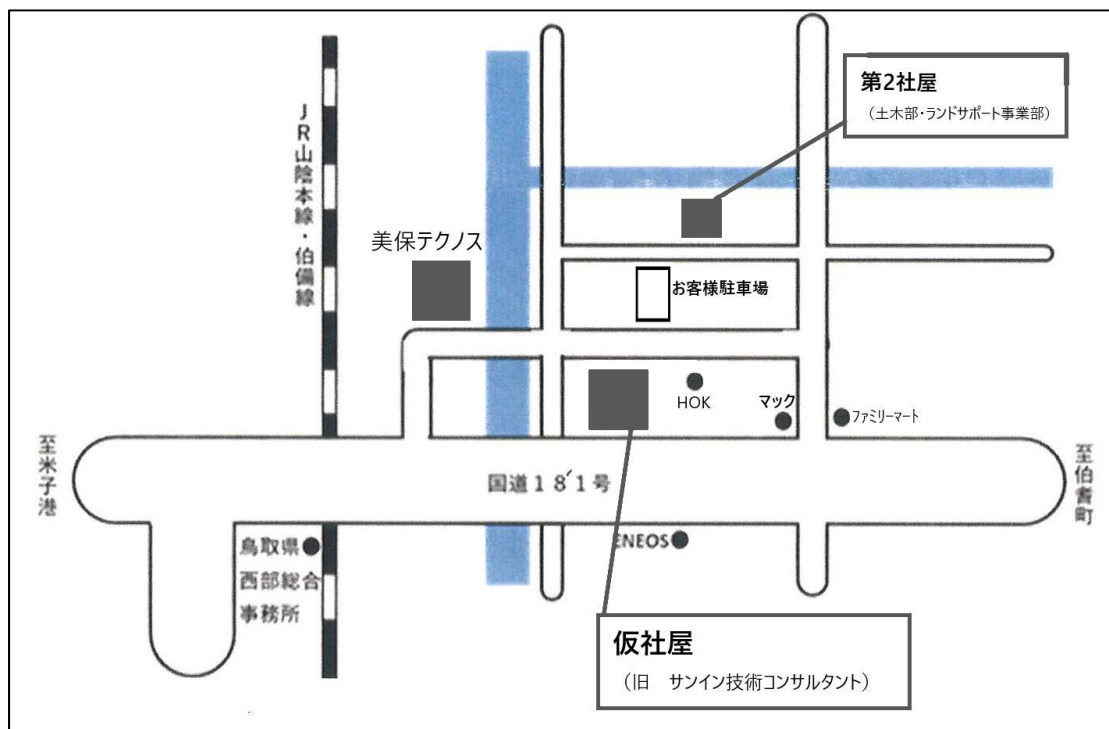 第2社屋
（土木部・ランドサポート事業部）
JR山陰本線・伯備線
美保テクノス
お客様駐車場
HOK
マック
ファミリーマート
至米子港
国道181号
至伯耆町
鳥取県
西部総合
事務所
ENEOS
仮社屋
（旧　サンイン技術コンサルタント）